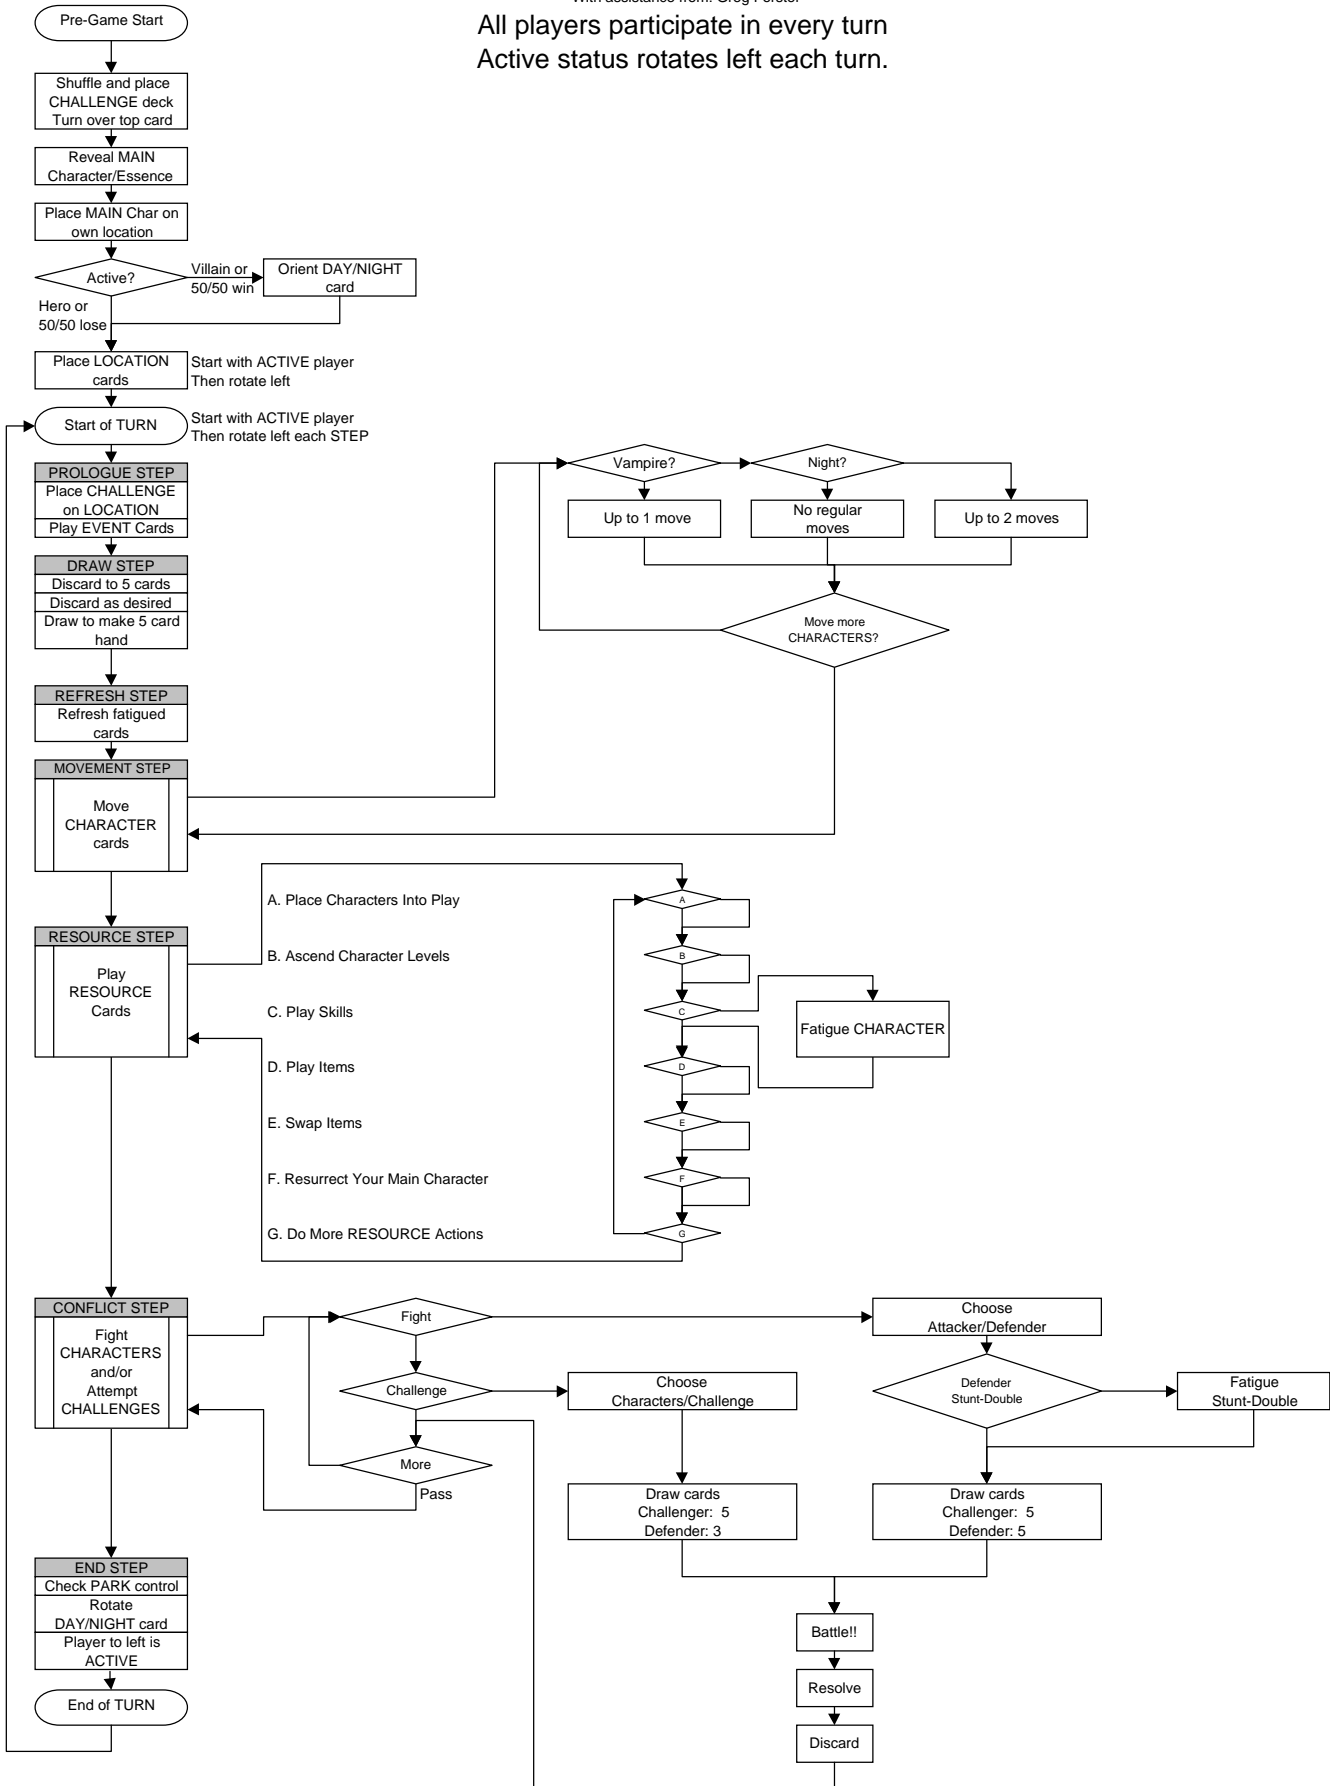 With assistance from: Greg Forster
All players participate in every turn
Active status rotates left each turn.
Pre-Game Start
Shuffle and place
CHALLENGE deck
Turn over top card
Reveal MAIN
Character/Essence
Place MAIN Char on
own location
Active?
Villain or
50/50 win
Orient DAY/NIGHT
card
Hero or
50/50 lose
Place LOCATION
cards
Start with ACTIVE player
Then rotate left
Start of TURN
Start with ACTIVE player
Then rotate left each STEP
PROLOGUE STEP
Place CHALLENGE
on LOCATION
Play EVENT Cards
DRAW STEP
Discard to 5 cards
Discard as desired
Draw to make 5 card
hand
REFRESH STEP
Refresh fatigued
cards
MOVEMENT STEP
Move
CHARACTER
cards
Vampire?
Night?
Up to 1 move
No regular
moves
Up to 2 moves
Move more
CHARACTERS?
RESOURCE STEP
Play
RESOURCE
Cards
A. Place Characters Into Play
B. Ascend Character Levels
C. Play Skills
D. Play Items
E. Swap Items
F. Resurrect Your Main Character
G. Do More RESOURCE Actions
A
B
C
D
E
F
G
Fatigue CHARACTER
CONFLICT STEP
Fight
CHARACTERS
and/or
Attempt
CHALLENGES
Fight
Challenge
More
Pass
Choose
Characters/Challenge
Draw cards
Challenger: 5
Defender: 3
Choose
Attacker/Defender
Defender
Stunt-Double
Fatigue
Stunt-Double
Draw cards
Challenger: 5
Defender: 5
Battle!!
Resolve
Discard
END STEP
Check PARK control
Rotate
DAY/NIGHT card
Player to left is
ACTIVE
End of TURN